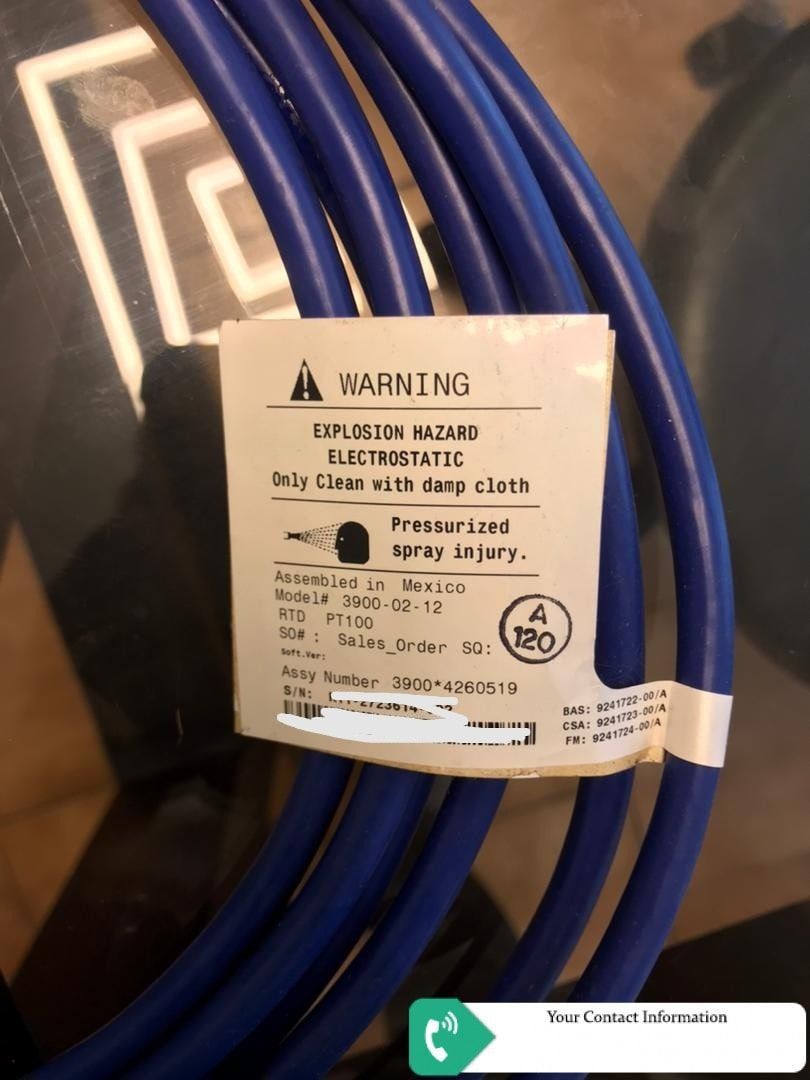 WARNING
EXPLOSION HAZARD
ELECTROSTATIC
Only Clean with damp cloth
Pressurized
spray injury.
Assembled in Mexico
Model# 3900-02-12
RTD PT100
SO# : Sales_Order SQ:
A
120
Soft.Ver:
Assy Number 3900*4260519
S/N:
BAS: 9241722-00/A
CSA: 9241723-00/A
FM: 9241724-00/A
Your Contact Information